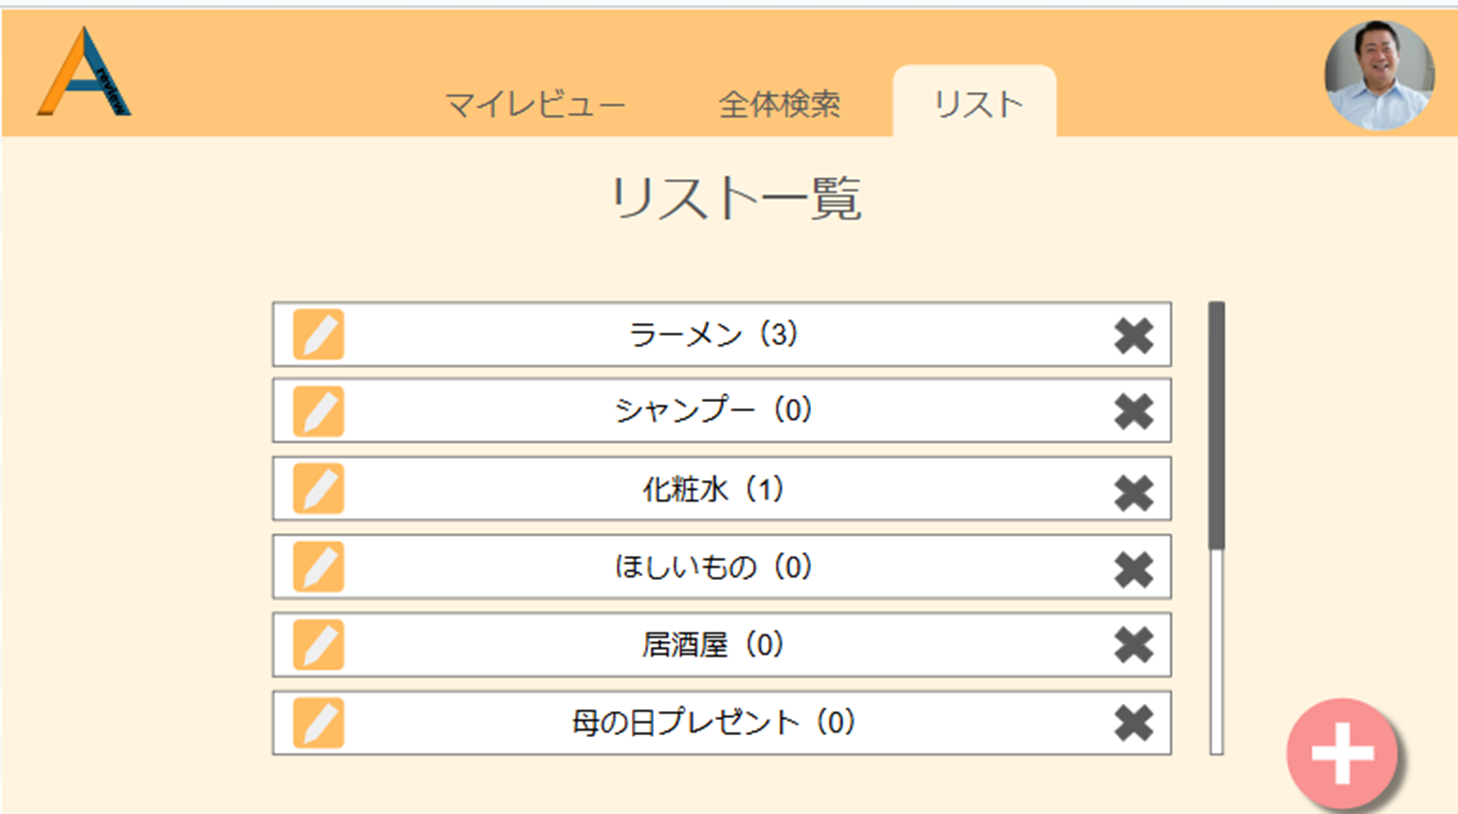 review
マイレビュー 全体検索 リスト
リスト一覧
ラーメン（3）
シャンプー（0）
化粧水（1）
ほしいもの（0）
居酒屋（0）
母の日プレゼント（0）